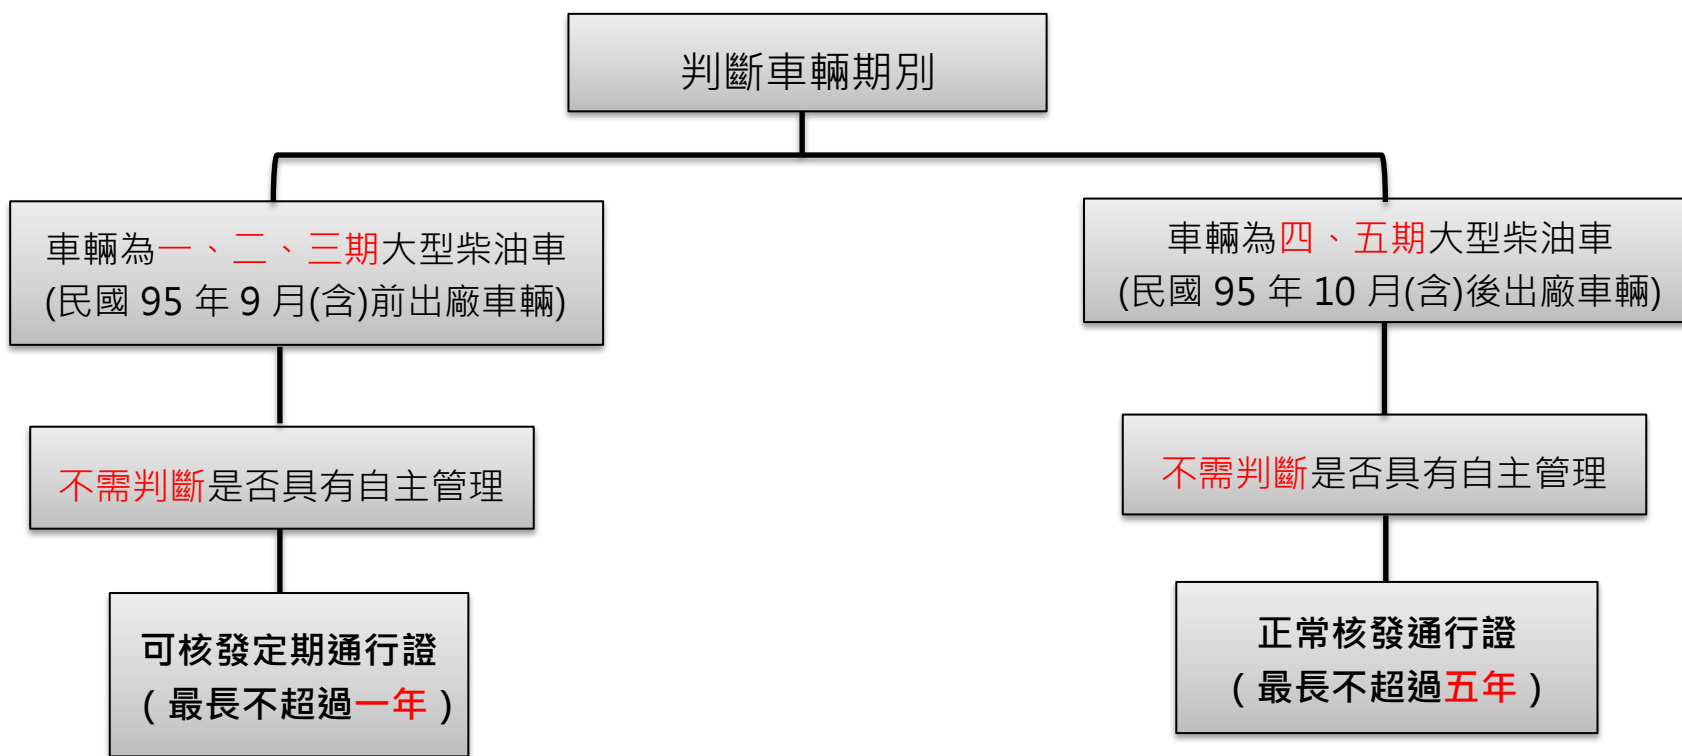 判斷車輛期別
車輛為一、二、三期大型柴油車
(民國 95 年 9 月(含)前出廠車輛)
不需判斷是否具有自主管理
可核發定期通行證
（最長不超過一年）
車輛為四、五期大型柴油車
(民國 95 年 10 月(含)後出廠車輛)
不需判斷是否具有自主管理
正常核發通行證
（最長不超過五年）